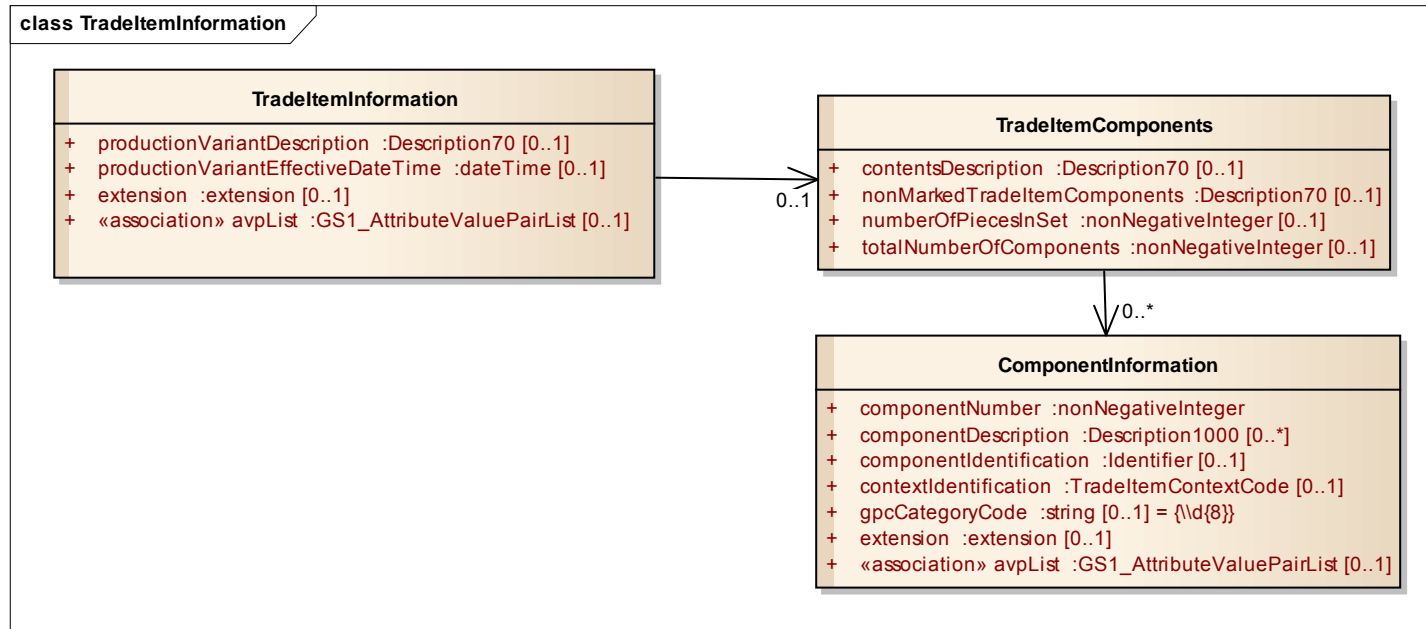 class TradeItemInformation
TradeItemInformation
+ productionVariantDescription :Description70 [0..1]
+ productionVariantEffectiveDateTime :dateTime [0..1]
+ extension :extension [0..1]
+ «association» avpList :GS1_AttributeValuePairList [0..1]
0..1
TradeItemComponents
+ contentsDescription :Description70 [0..1]
+ nonMarkedTradeItemComponents :Description70 [0..1]
+ numberOfPiecesInSet :nonNegativeInteger [0..1]
+ totalNumberOfComponents :nonNegativeInteger [0..1]
0..*
ComponentInformation
+ componentNumber :nonNegativeInteger
+ componentDescription :Description1000 [0..*]
+ componentIdentification :Identifier [0..1]
+ contextIdentification :TradeItemContextCode [0..1]
+ gpcCategoryCode :string [0..1] = {\\d{8}}
+ extension :extension [0..1]
+ «association» avpList :GS1_AttributeValuePairList [0..1]